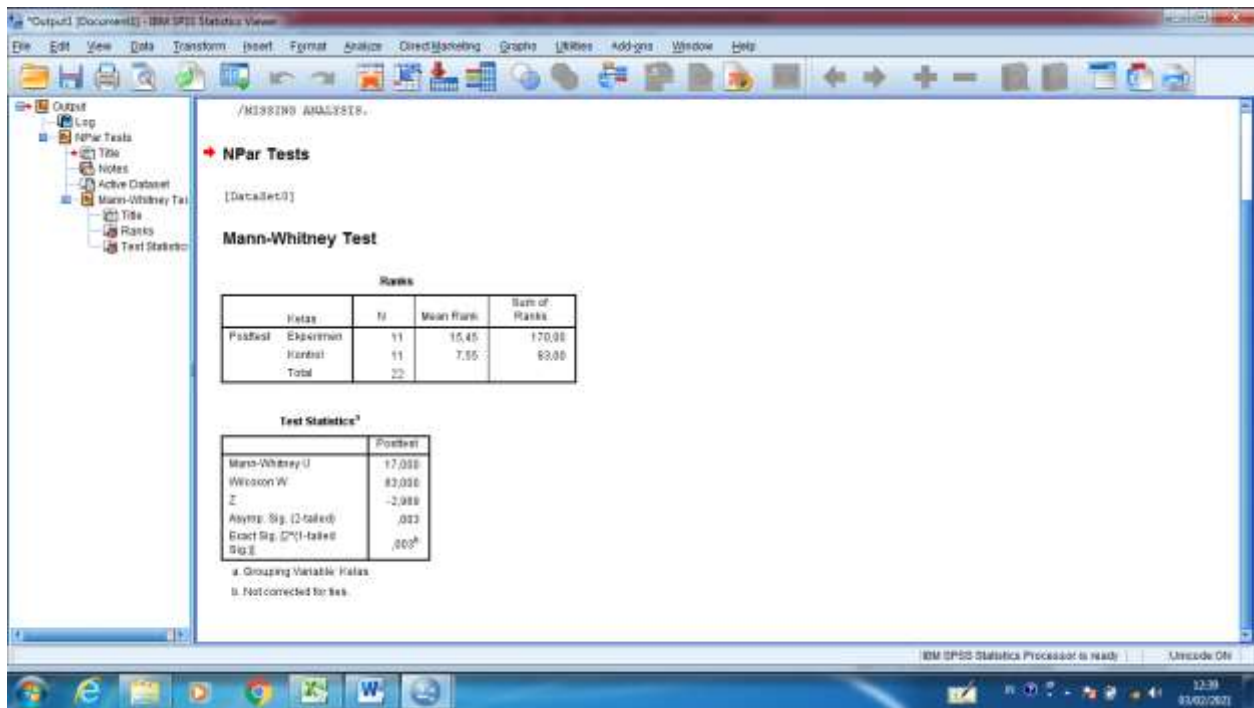 *Output1 [Document1] - IBM SPSS Statistics Viewer
File Edit View Data Transform Insert Format Analyze Direct Marketing Graphs Utilities Add-ons Window Help
Output
Log
NPar Tests
Title
Notes
Active Dataset
Mann-Whitney Tes
Title
Ranks
Test Statistics
/MISSING ANALYSIS.
NPar Tests
[DataSet0]
Mann-Whitney Test
Ranks
Kelas N Mean Rank Sum of Ranks
Posttest Eksperimen 11 15,45 170,00
Kontrol 11 7,55 83,00
Total 22
Test Statistics a
Posttest
Mann-Whitney U 17,000
Wilcoxon W 83,000
Z
Asymp. Sig. (2-tailed) ,003
Exact Sig. [2*(1-tailed Sig.)] ,003 b
a. Grouping Variable: Kelas
b. Not corrected for ties.
IBM SPSS Statistics Processor is ready Unicode:ON
12:39
03/02/2021